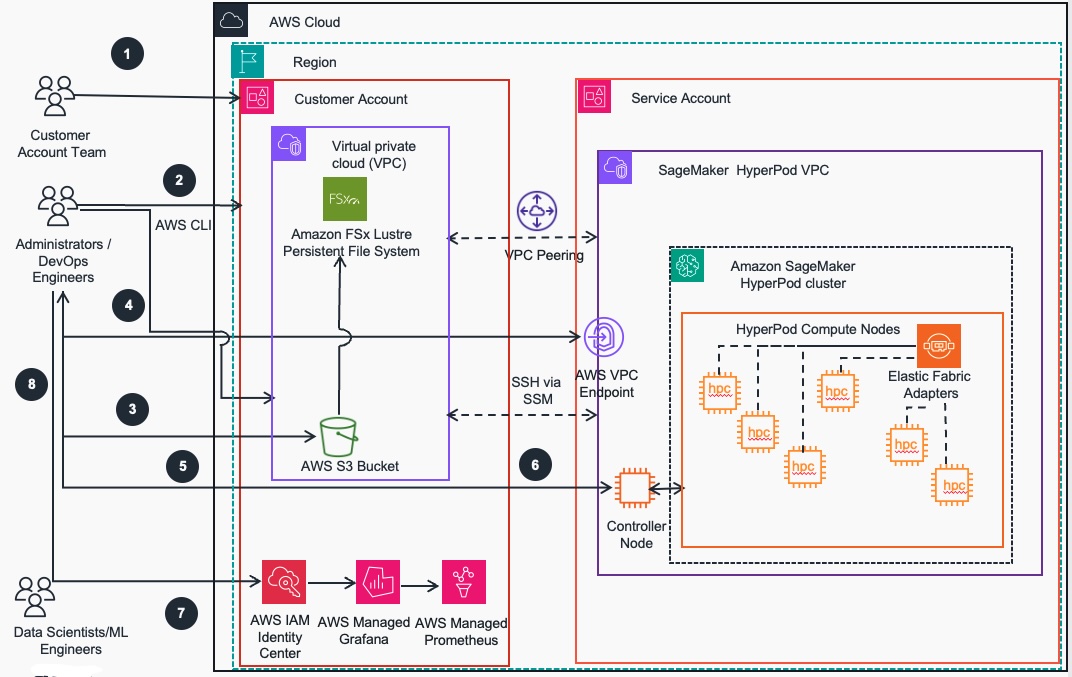 AWS Cloud
1
Region
Customer Account
Service Account
Customer
Account Team
Virtual private
cloud (VPC)
SageMaker HyperPod VPC
2
FSx
AWS CLI
Amazon FSx Lustre
Persistent File System
VPC Peering
Administrators /
DevOps
Engineers
Amazon SageMaker
HyperPod cluster
4
HyperPod Compute Nodes
AWS VPC
Endpoint
Elastic Fabric
Adapters
8
SSH via
SSM
hpc
hpc
hpc
hpc
hpc
hpc
3
AWS S3 Bucket
5
6
Controller
Node
7
AWS IAM
Identity
Center
AWS Managed
Grafana
AWS Managed
Prometheus
Data Scientists/ML
Engineers